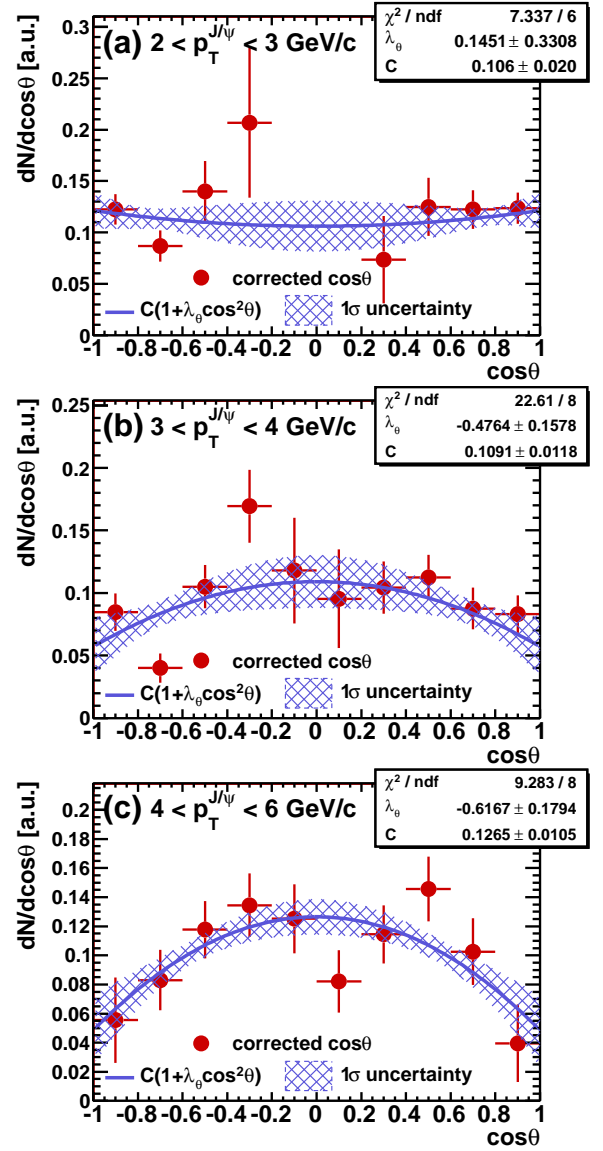 (a) 2 < p_T^{J/ψ} < 3 GeV/c
χ² / ndf 7.337 / 6
λ_θ 0.1451 ± 0.3308
C 0.106 ± 0.020
dN/dcosθ [a.u.]
0.3
0.25
0.2
0.15
0.1
0.05
0
corrected cosθ
C(1+λ_θcos²θ) 1σ uncertainty
-1 -0.8 -0.6 -0.4 -0.2 0 0.2 0.4 0.6 0.8 1
cosθ
(b) 3 < p_T^{J/ψ} < 4 GeV/c
χ² / ndf 22.61 / 8
λ_θ -0.4764 ± 0.1578
C 0.1091 ± 0.0118
dN/dcosθ [a.u.]
0.25
0.2
0.15
0.1
0.05
0
corrected cosθ
C(1+λ_θcos²θ) 1σ uncertainty
-1 -0.8 -0.6 -0.4 -0.2 0 0.2 0.4 0.6 0.8 1
cosθ
(c) 4 < p_T^{J/ψ} < 6 GeV/c
χ² / ndf 9.283 / 8
λ_θ -0.6167 ± 0.1794
C 0.1265 ± 0.0105
dN/dcosθ [a.u.]
0.2
0.18
0.16
0.14
0.12
0.1
0.08
0.06
0.04
0.02
0
corrected cosθ
C(1+λ_θcos²θ) 1σ uncertainty
-1 -0.8 -0.6 -0.4 -0.2 0 0.2 0.4 0.6 0.8 1
cosθ